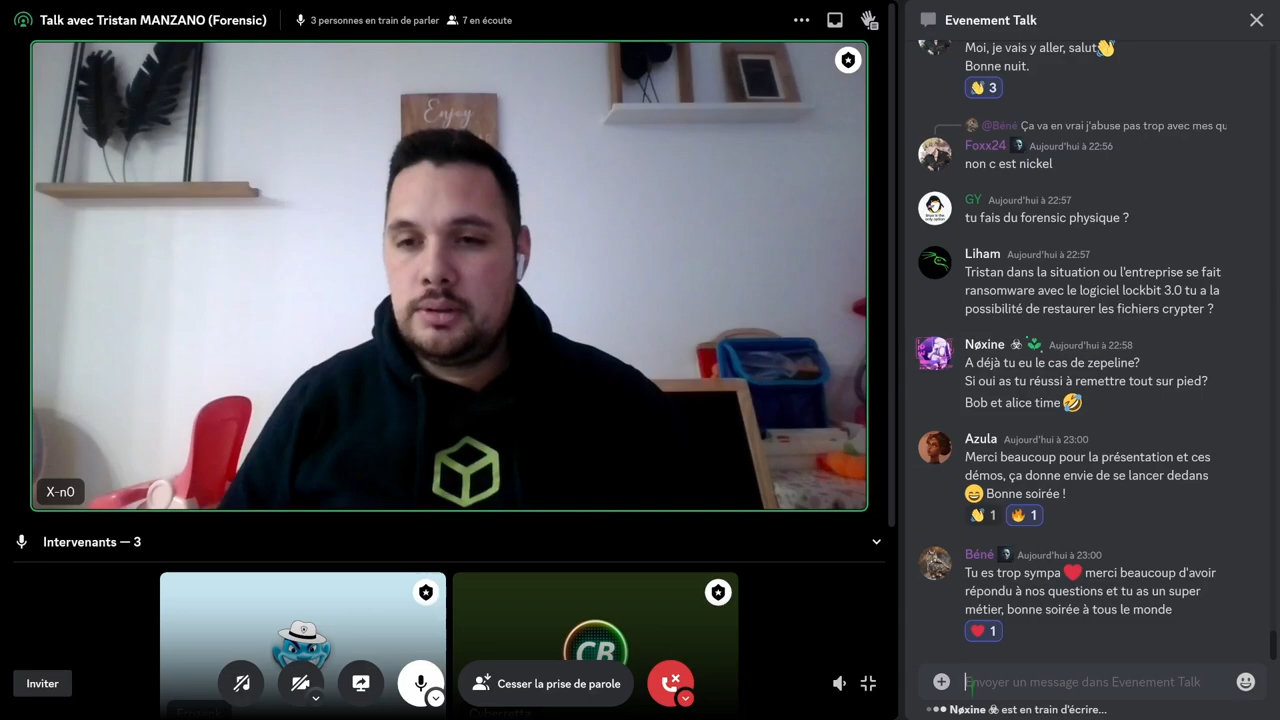 Talk avec Tristan MANZANO (Forensic)
3 personnes en train de parler
7 en écoute
Enjoy
X-n0
Intervenants — 3
CB
Inviter
Cesser la prise de parole
Evenement Talk
Moi, je vais y aller, salut👋
Bonne nuit.
👋 3
@Béné Ça va en vrai j'abuse pas trop avec mes qu
Foxx24 Aujourd'hui à 22:56
non c est nickel
GY Aujourd'hui à 22:57
tu fais du forensic physique ?
Liham Aujourd'hui à 22:57
Tristan dans la situation ou l'entreprise se fait
ransomware avec le logiciel lockbit 3.0 tu a la
possibilité de restaurer les fichiers crypter ?
Nøxine ☣ Aujourd'hui à 22:58
A déjà tu eu le cas de zepeline?
Si oui as tu réussi à remettre tout sur pied?
Bob et alice time 🤣
Azula Aujourd'hui à 23:00
Merci beaucoup pour la présentation et ces
démos, ça donne envie de se lancer dedans
😄 Bonne soirée !
👋 1 🔥 1
Béné Aujourd'hui à 23:00
Tu es trop sympa ❤️ merci beaucoup d'avoir
répondu à nos questions et tu as un super
métier, bonne soirée à tous le monde
❤️ 1
Envoyer un message dans Evenement Talk
Nøxine ☣ est en train d'écrire...